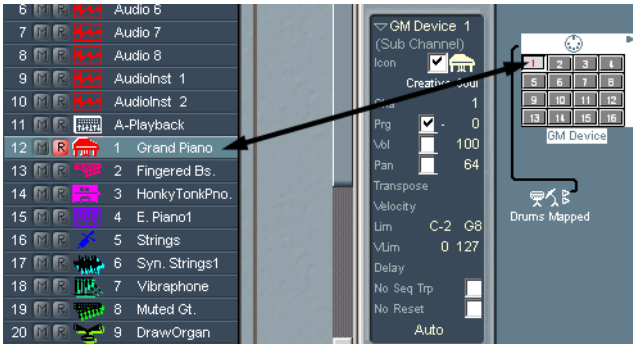 6 M R Audio 6
7 M R Audio 7
8 M R Audio 8
9 M R AudioInst 1
10 M R AudioInst 2
11 M R A-Playback
12 M R 1 Grand Piano
13 M R 2 Fingered Bs.
14 M R 3 HonkyTonkPno.
15 M R 4 E. Piano1
16 M R 5 Strings
17 M R 6 Syn. Strings1
18 M R 7 Vibraphone
19 M R 8 Muted Gt.
20 M R 9 DrawOrgan
GM Device 1
(Sub Channel)
Icon
Creative Jour
Cha 1
Prg - 0
Vol 100
Pan 64
Transpose
Velocity
Lim C-2 G8
VLim 0 127
Delay
No Seq Trp
No Reset
Auto
1 2 3 4
5 6 7 8
9 10 11 12
13 14 15 16
GM Device
Drums Mapped